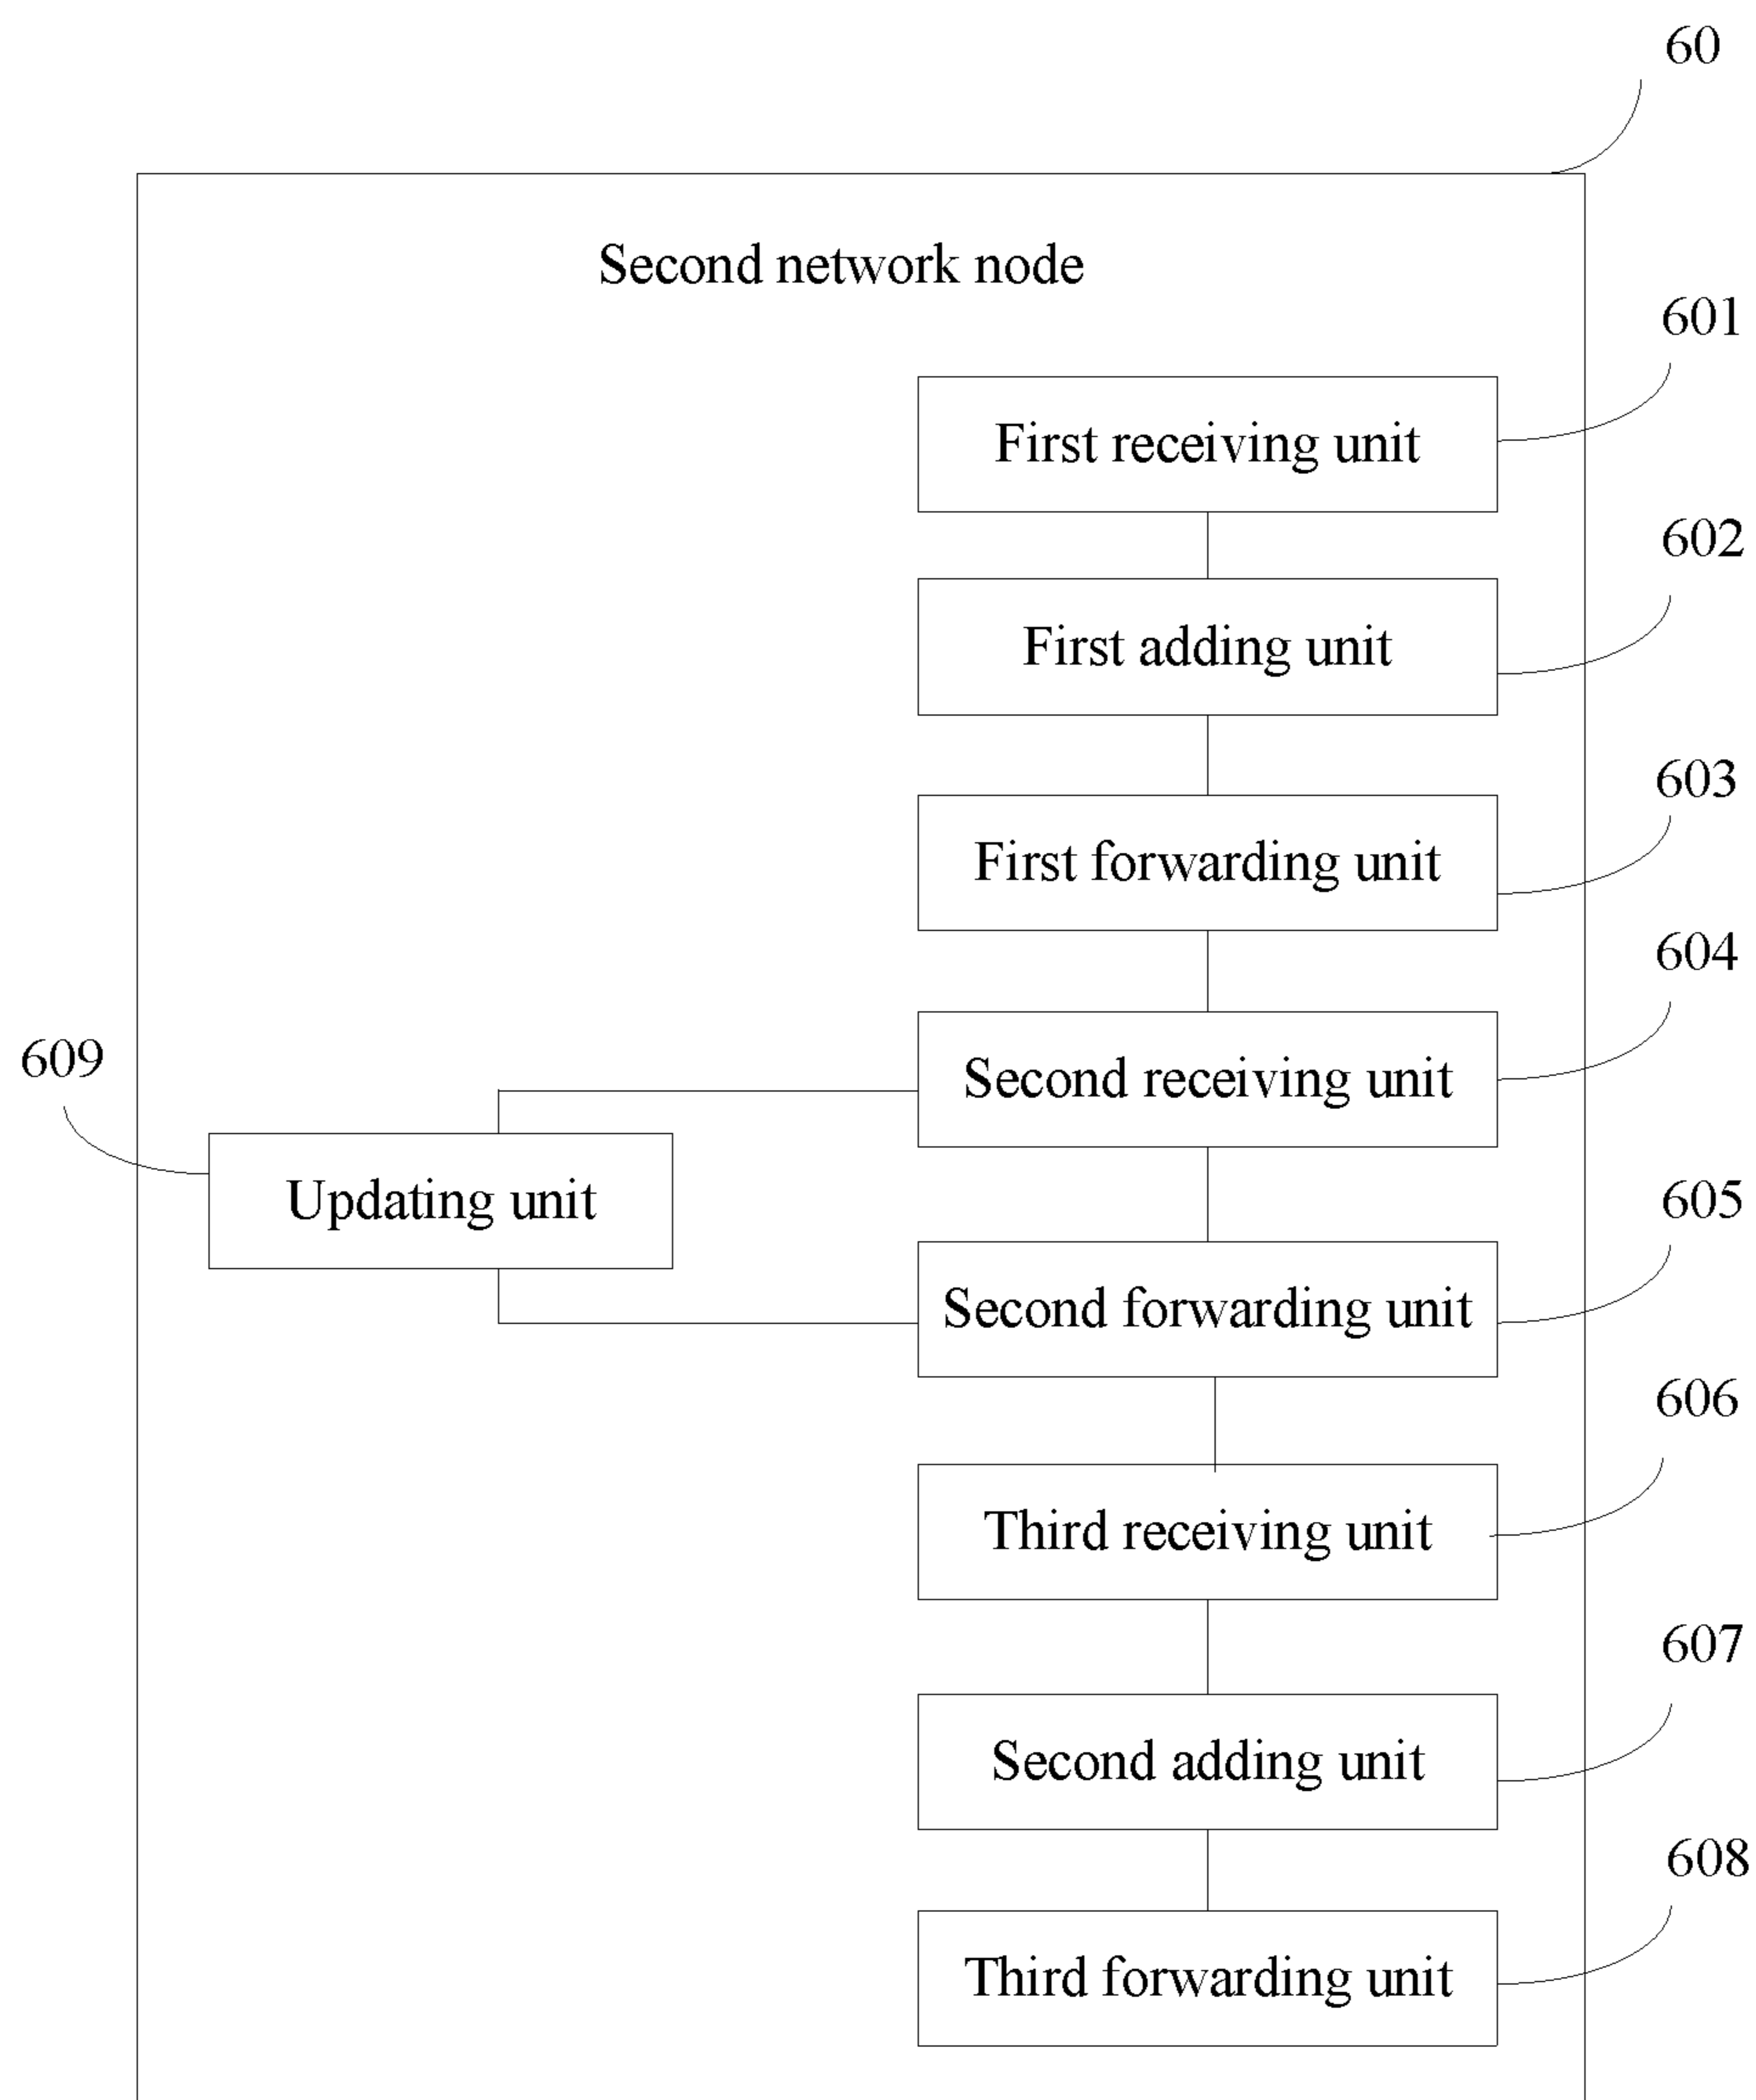 60
Second network node
601
First receiving unit
602
First adding unit
603
First forwarding unit
604
Second receiving unit
609
Updating unit
605
Second forwarding unit
606
Third receiving unit
607
Second adding unit
608
Third forwarding unit